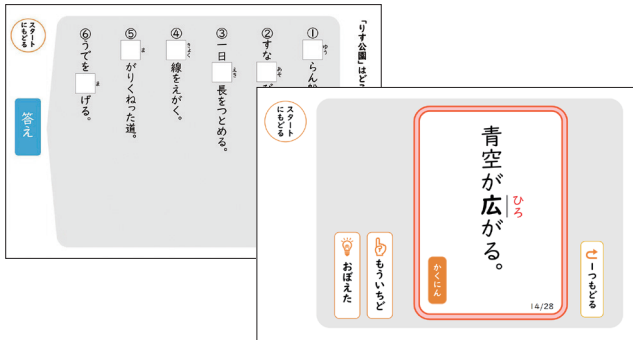 「りす公園」はど
①□らん
ゆう
②すな□
あそ
③一日□長をつとめる。
えき
④□線をえがく。
きょく
⑤□がりくねった道。
ま
⑥うでを□げる。
ま
スタート
にもどる
答え
青空が広がる。
ひろ
かくにん
14/28
スタート
にもどる
おぼえた
もういちど
一つもどる